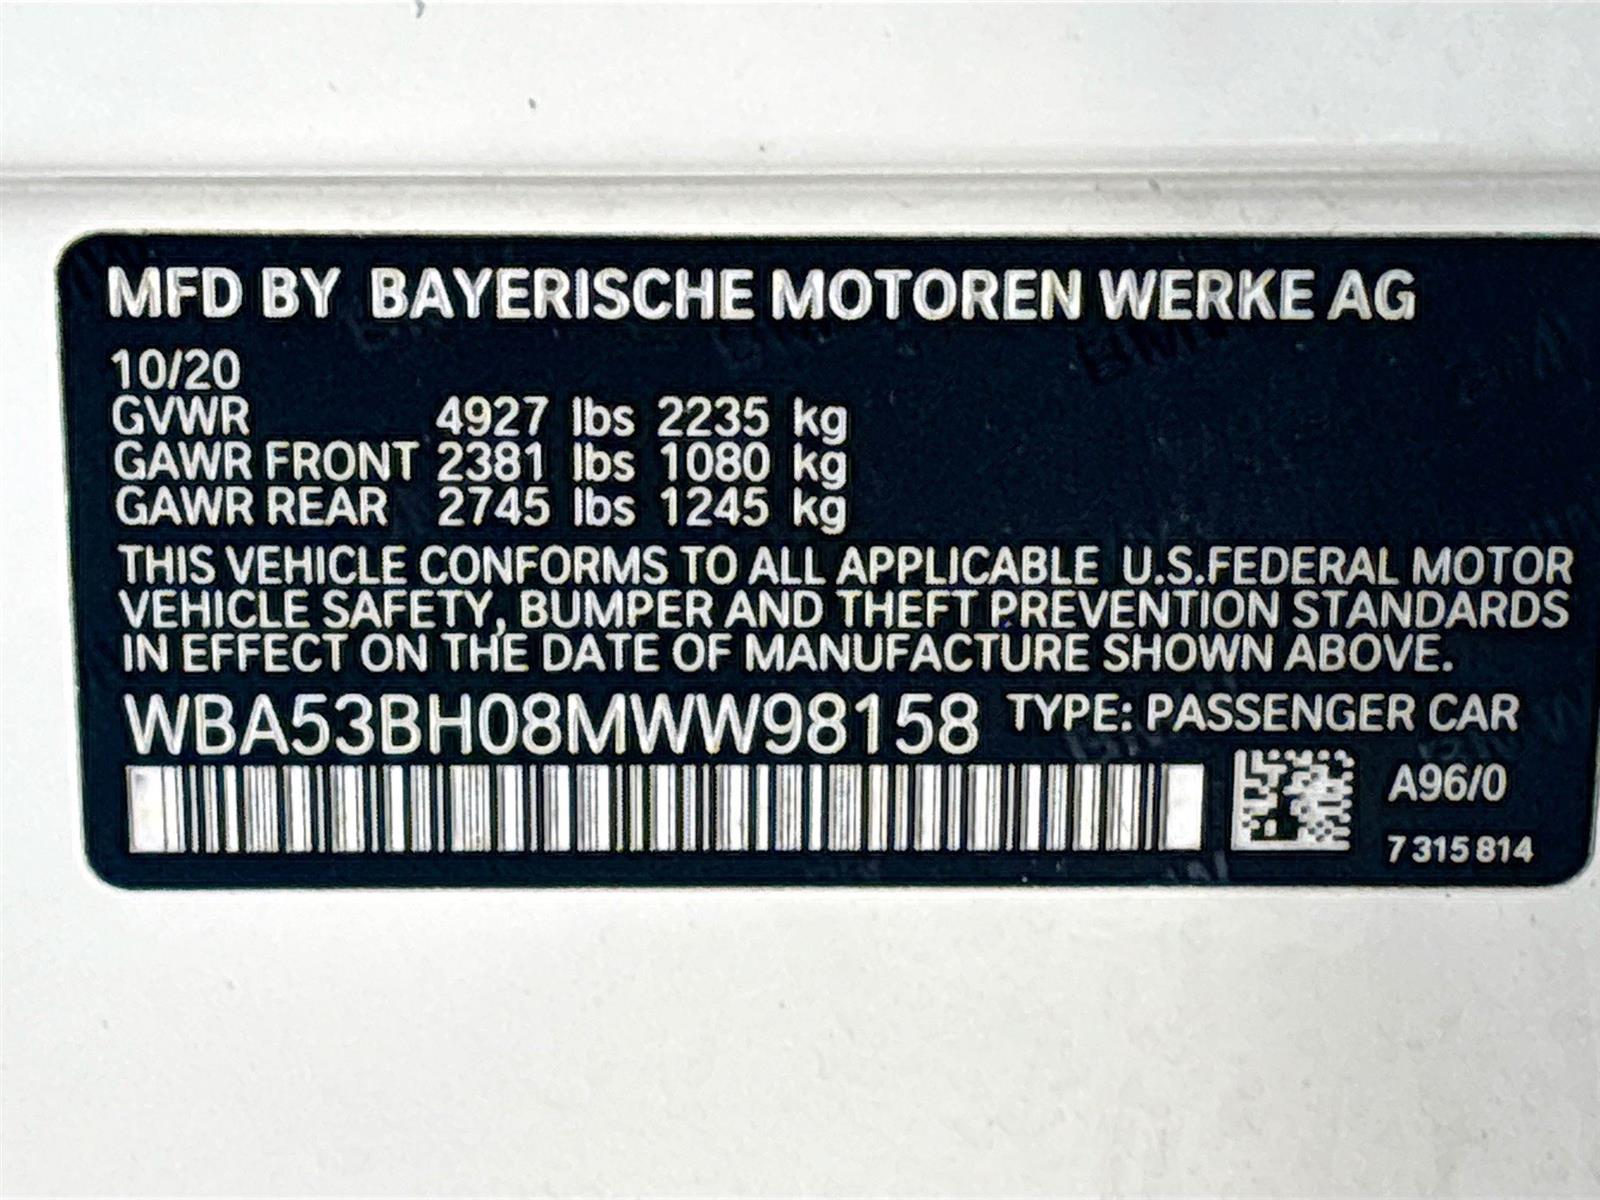 MFD BY BAYERISCHE MOTOREN WERKE AG
10/20
GVWR 4927 lbs 2235 kg
GAWR FRONT 2381 lbs 1080 kg
GAWR REAR 2745 lbs 1245 kg
THIS VEHICLE CONFORMS TO ALL APPLICABLE U.S.FEDERAL MOTOR
VEHICLE SAFETY, BUMPER AND THEFT PREVENTION STANDARDS
IN EFFECT ON THE DATE OF MANUFACTURE SHOWN ABOVE.
WBA53BH08MWW98158 TYPE: PASSENGER CAR
A96/0
7 315 814